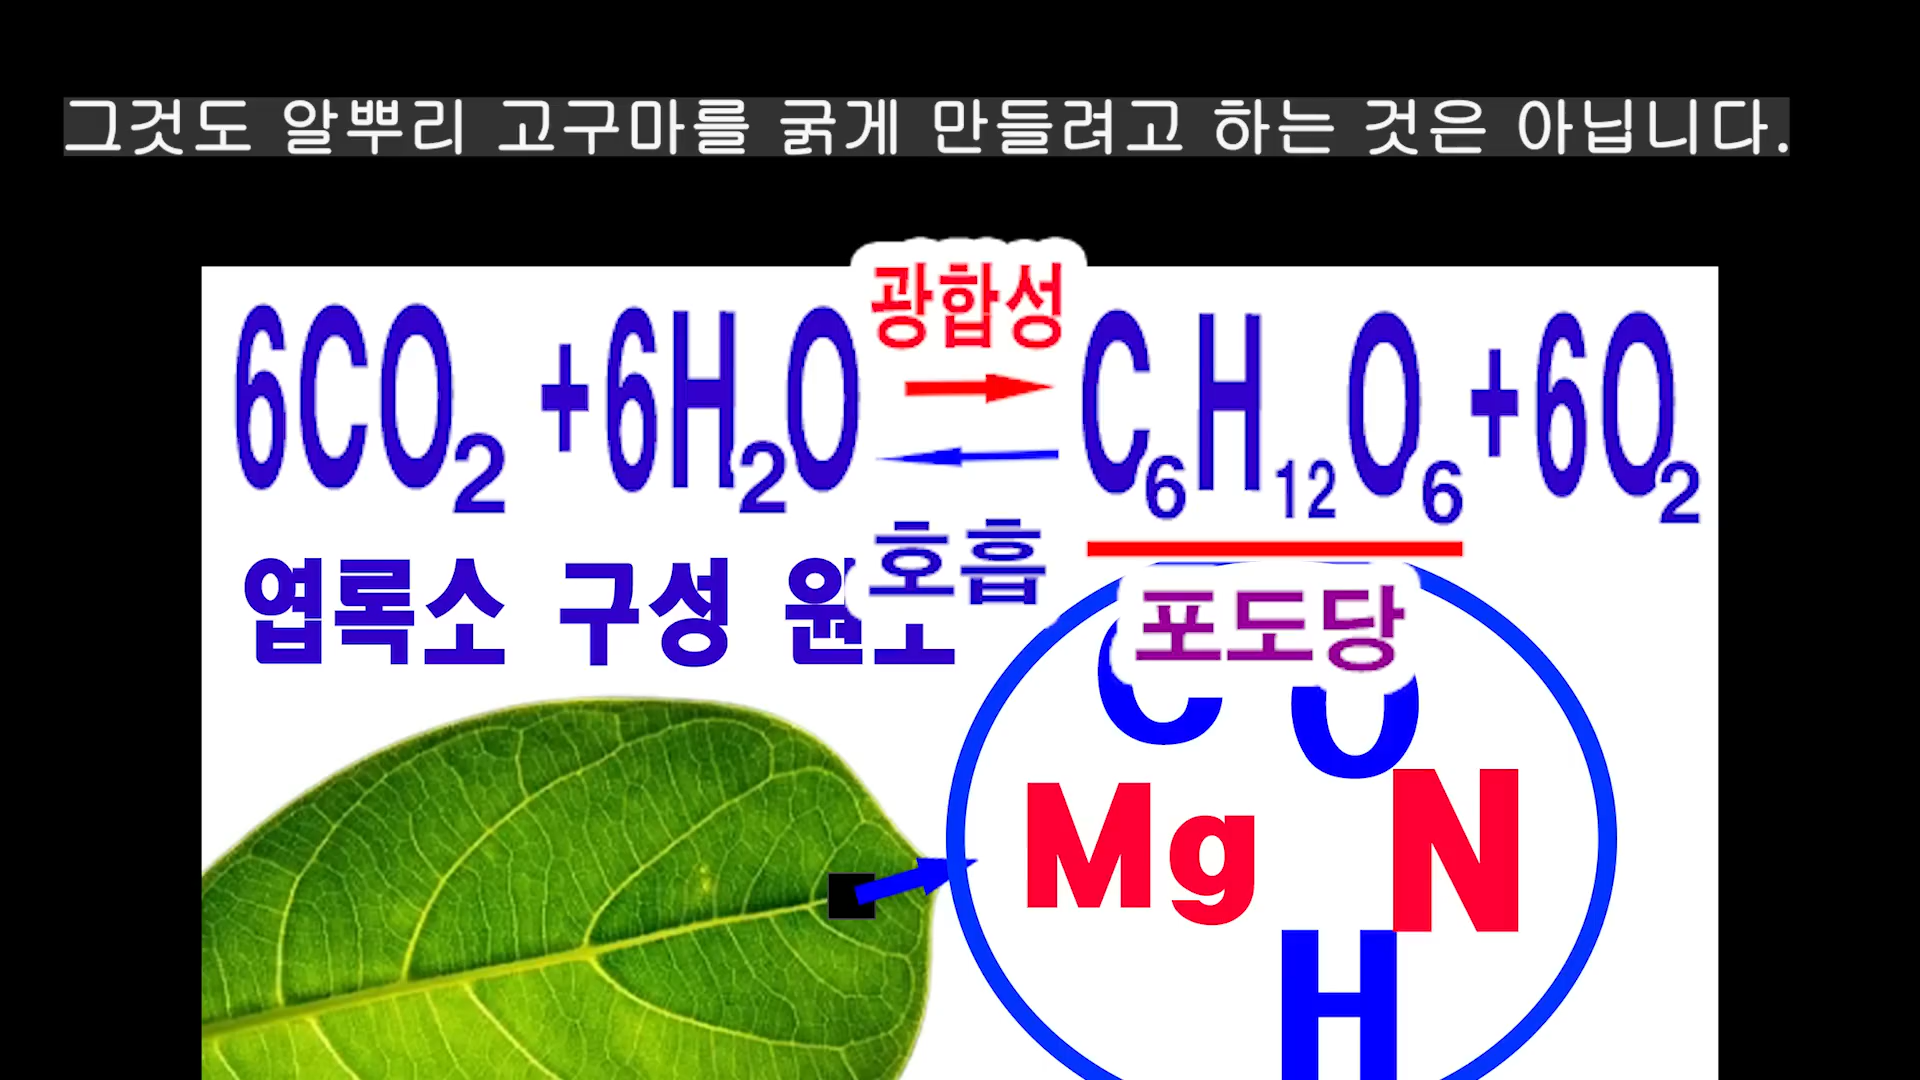 그것도 알뿌리 고구마를 굵게 만들려고 하는 것은 아닙니다.
광합성
6CO2 +6H2O C6H12O6+6O2
호흡
엽록소 구성 원소
포도당
C O
Mg N
H